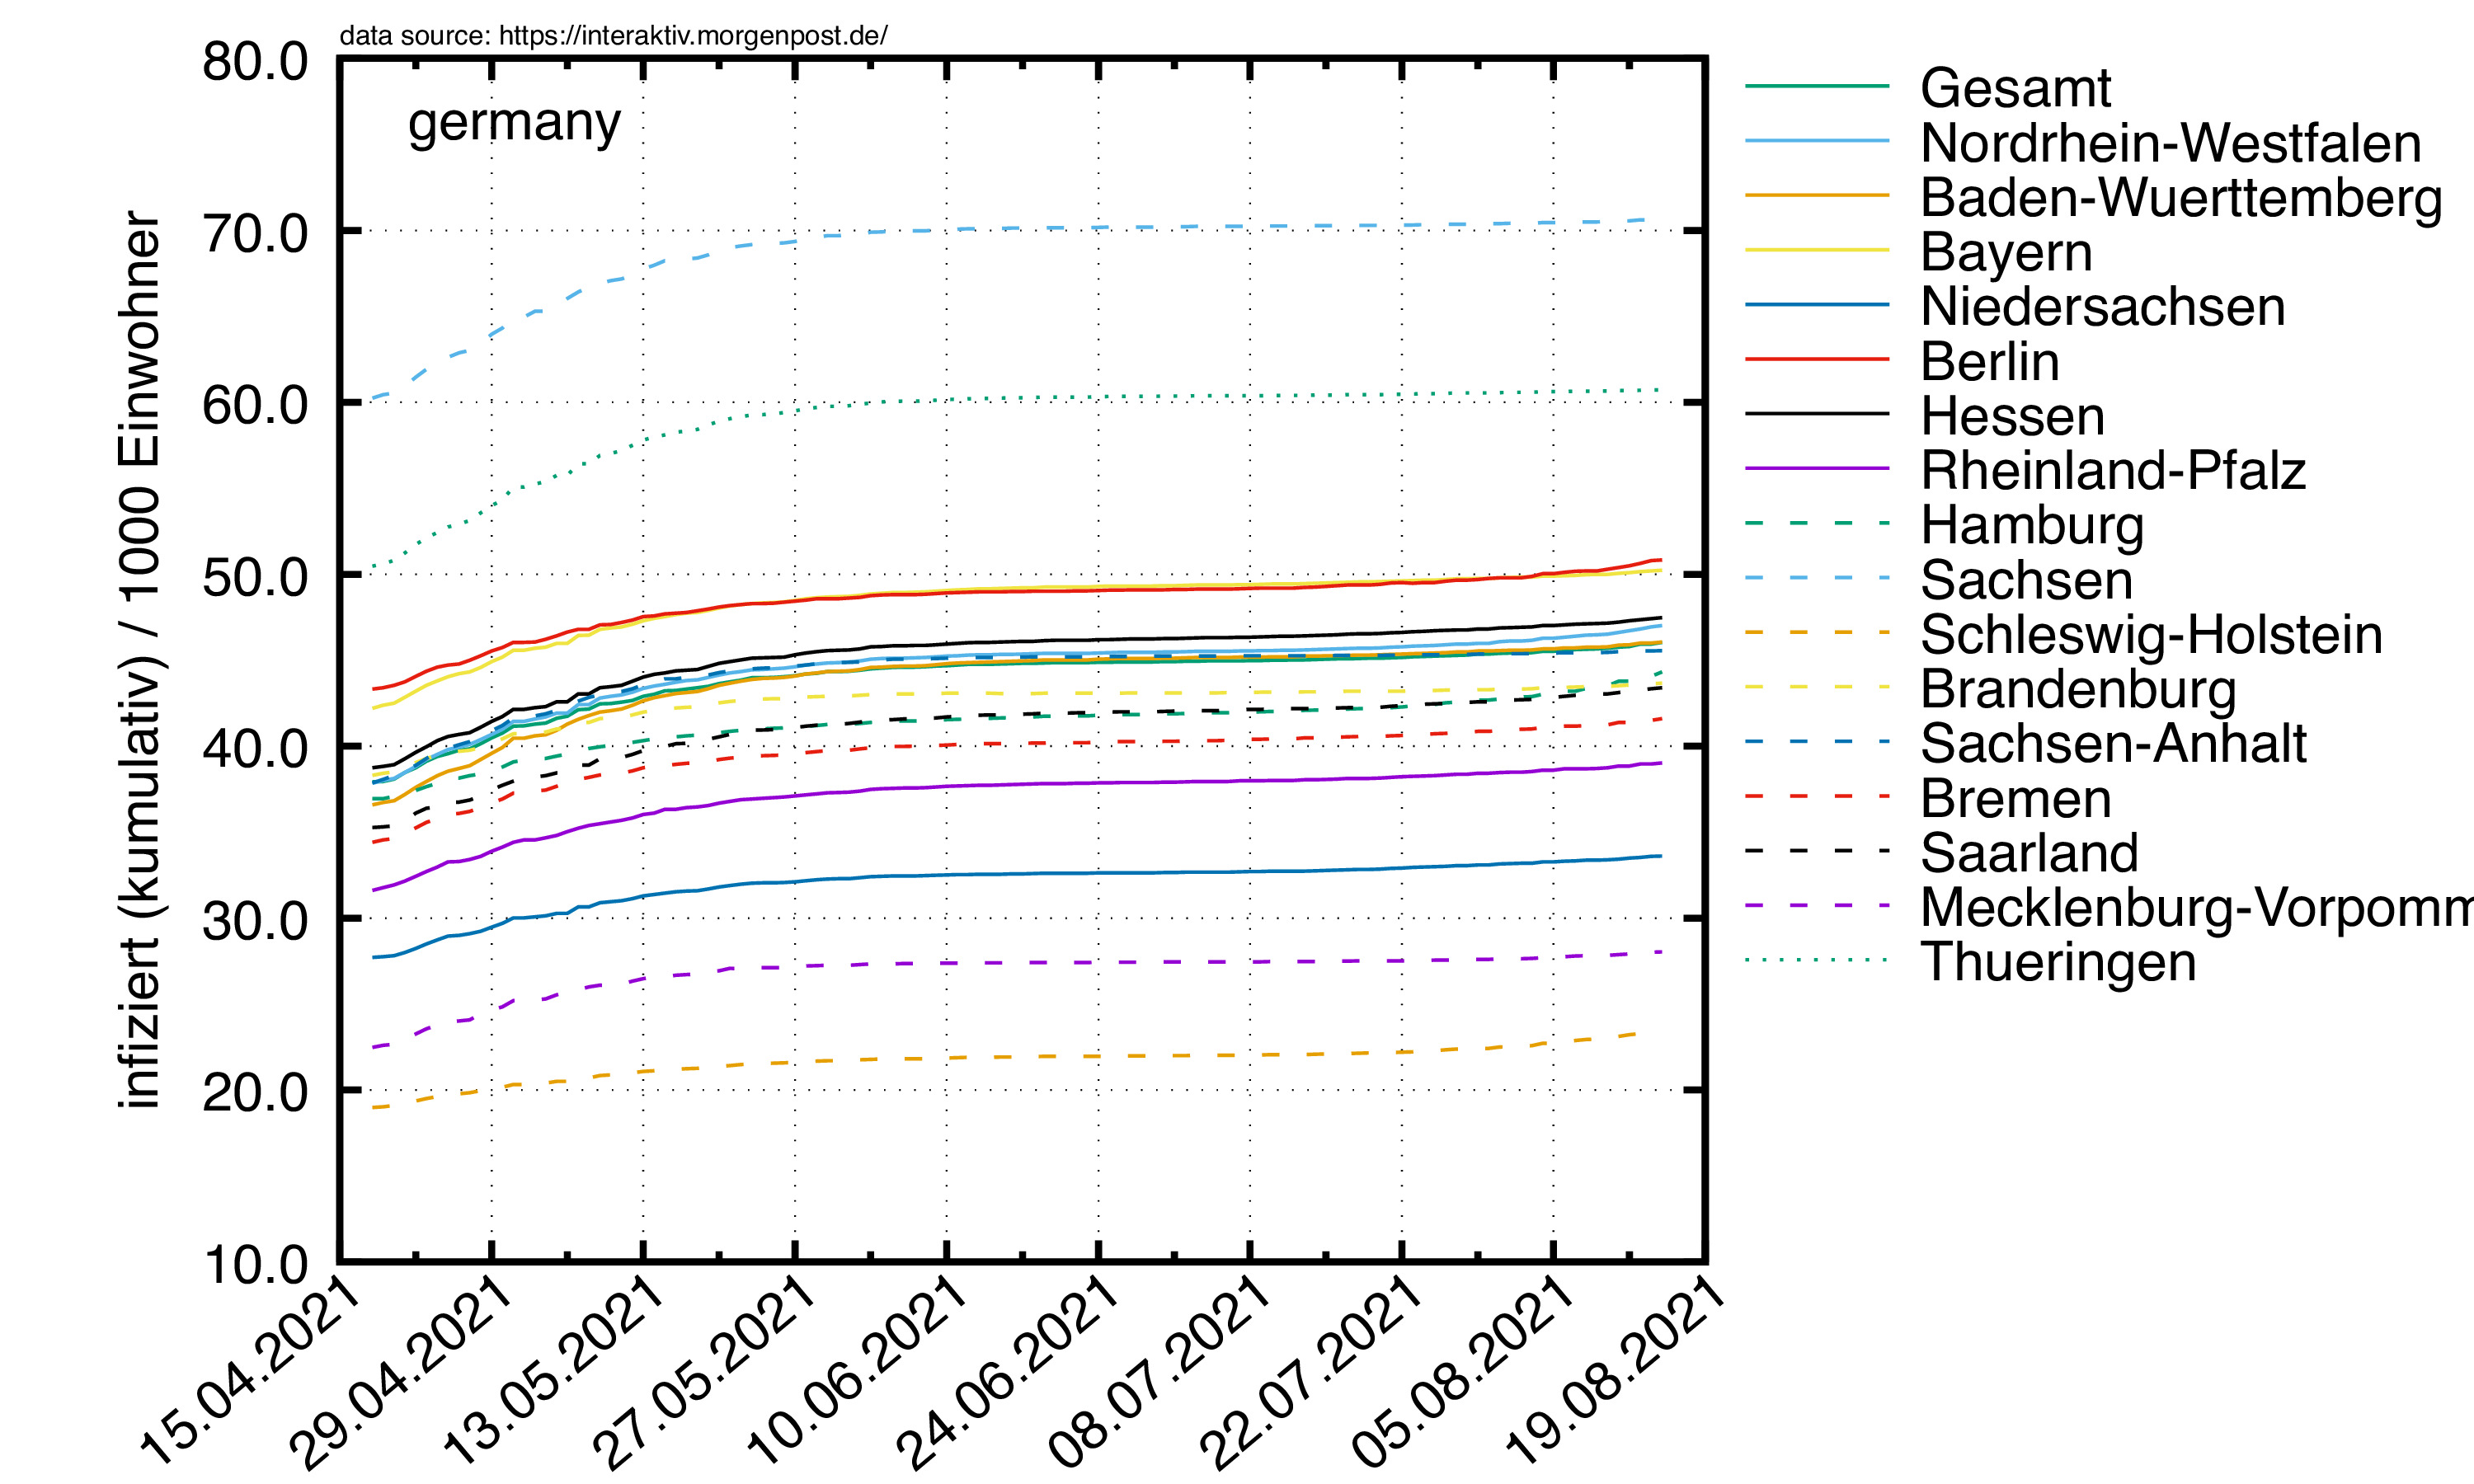 data source: https://interaktiv.morgenpost.de/
80.0
70.0
60.0
50.0
40.0
30.0
20.0
10.0
infiziert (kumulativ) / 1000 Einwohner
germany
15.04.2021
29.04.2021
13.05.2021
27.05.2021
10.06.2021
24.06.2021
08.07.2021
22.07.2021
05.08.2021
19.08.2021
Gesamt
Nordrhein-Westfalen
Baden-Wuerttemberg
Bayern
Niedersachsen
Berlin
Hessen
Rheinland-Pfalz
Hamburg
Sachsen
Schleswig-Holstein
Brandenburg
Sachsen-Anhalt
Bremen
Saarland
Mecklenburg-Vorpomm
Thueringen